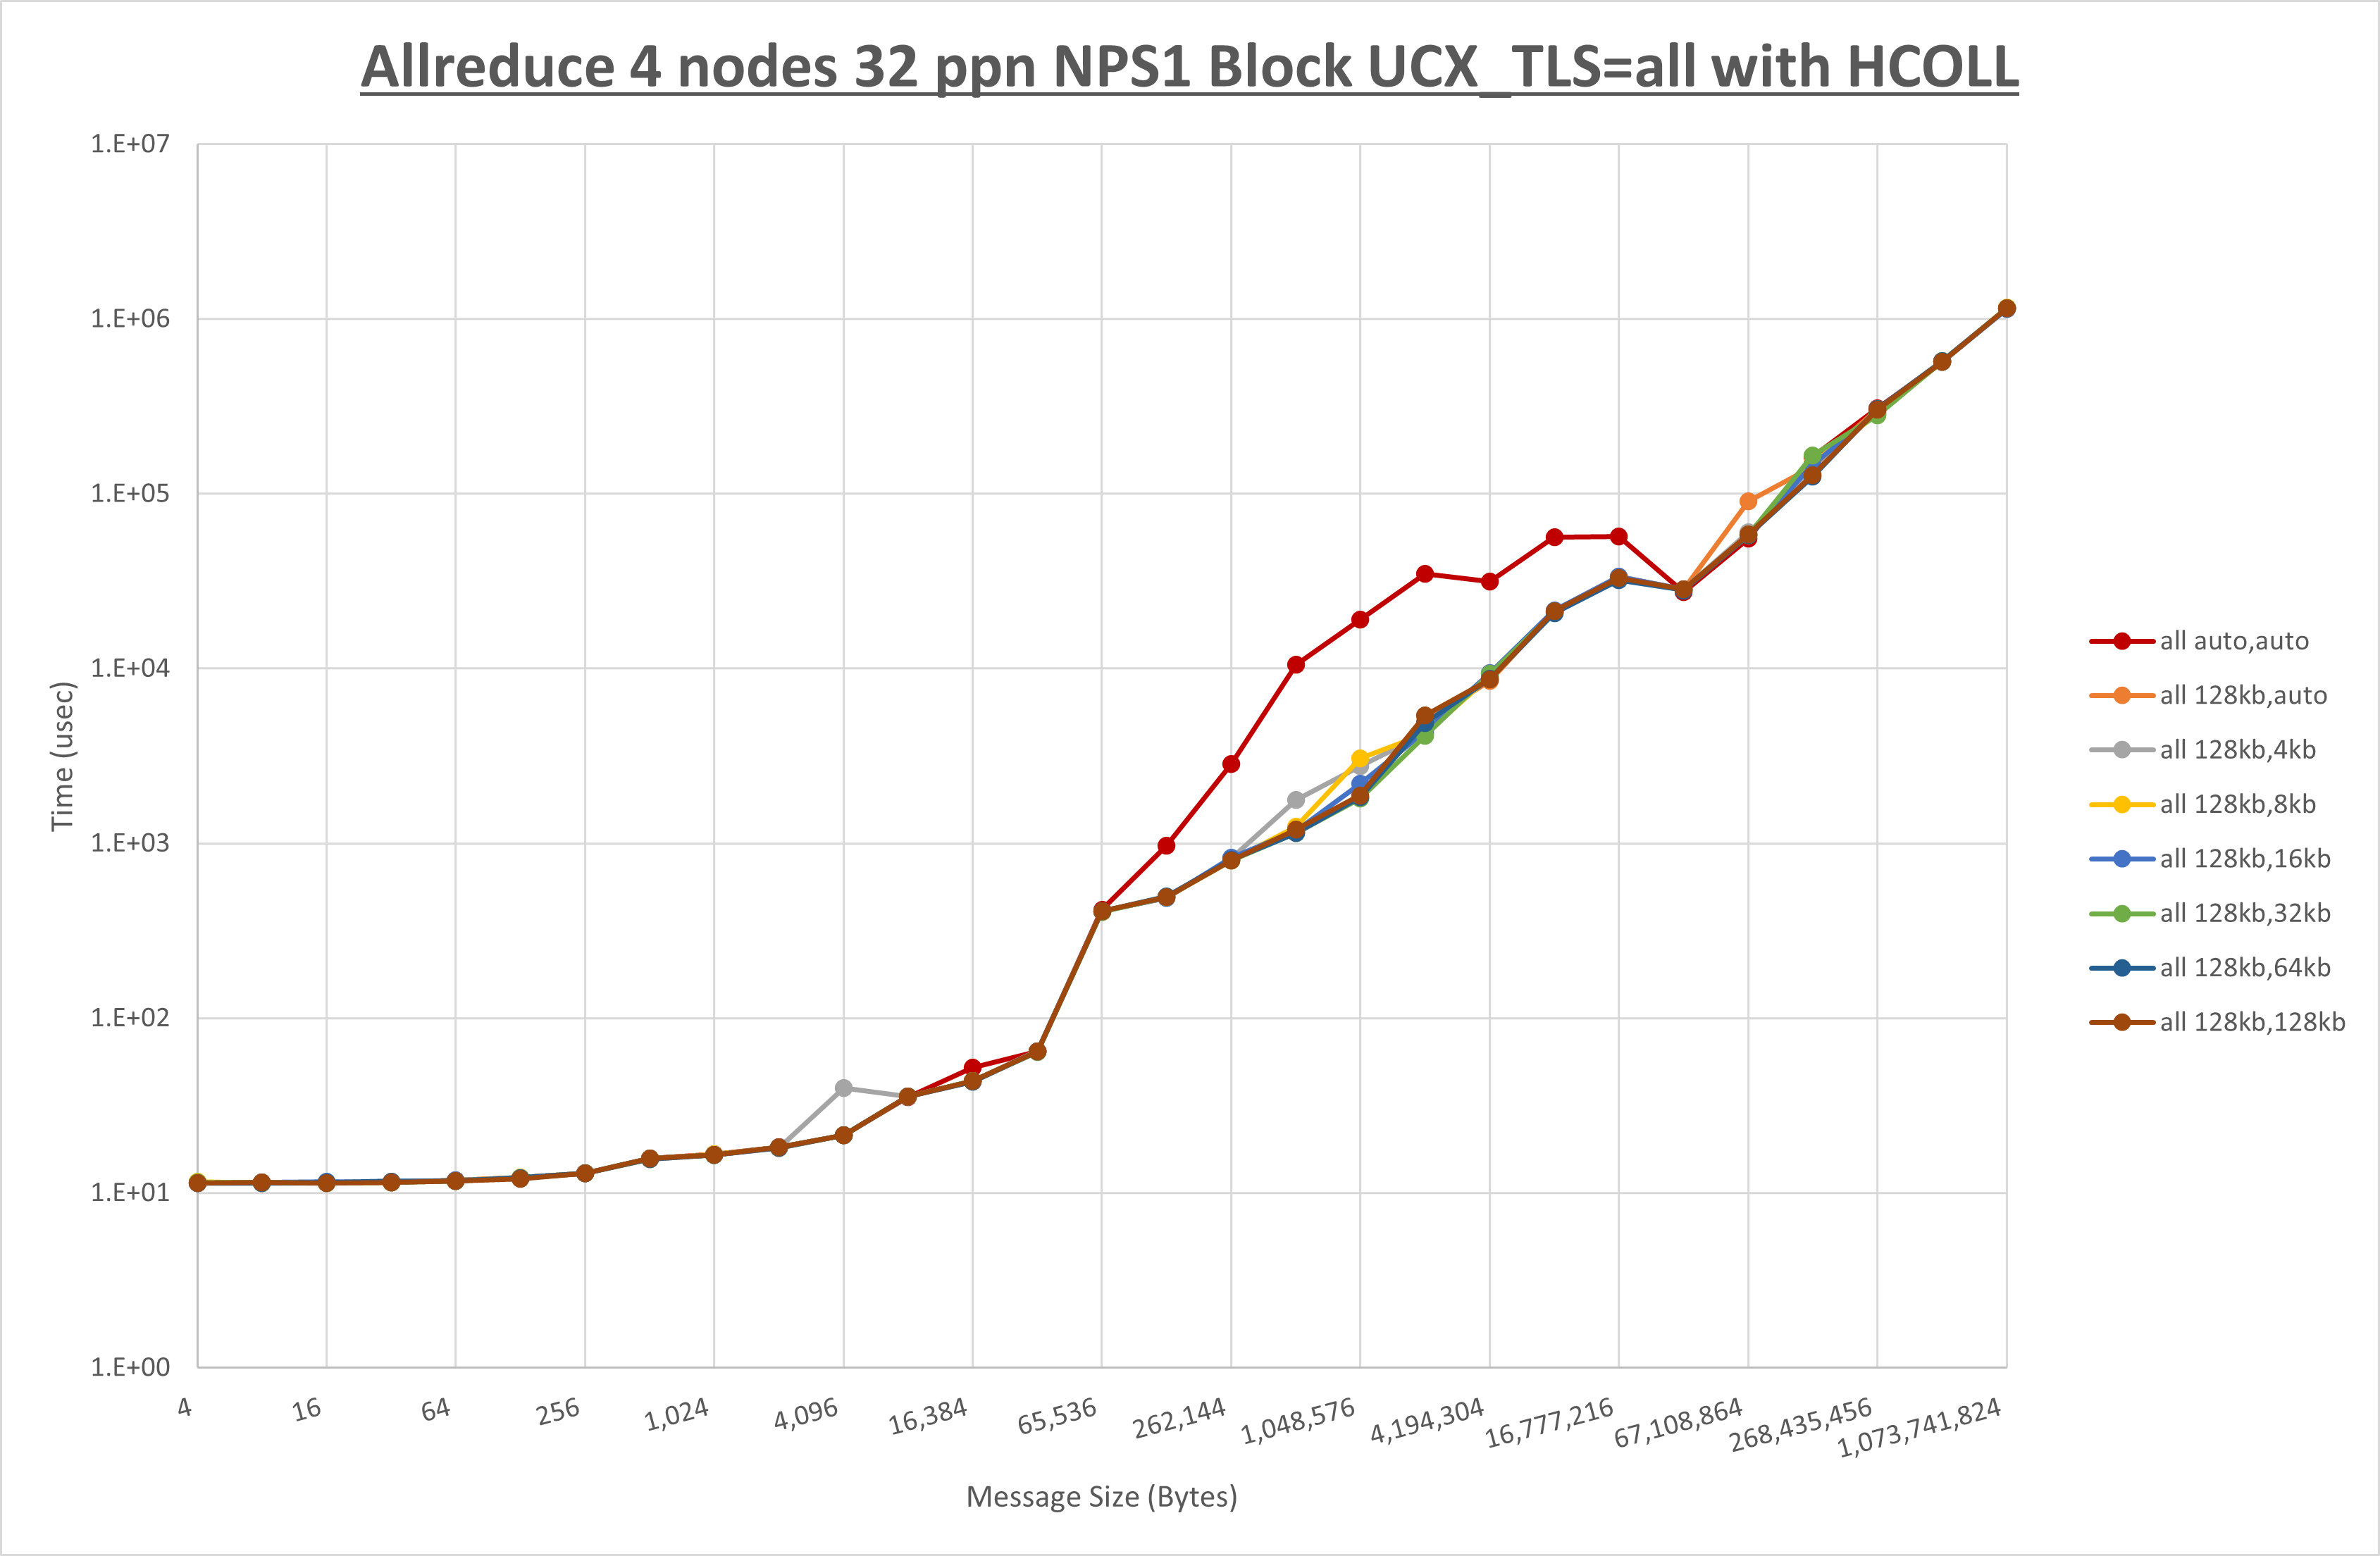 Allreduce 4 nodes 32 ppn NPS1 Block UCX_TLS=all with HCOLL
1.E+07
1.E+06
1.E+05
1.E+04
1.E+03
1.E+02
1.E+01
1.E+00
Time (usec)
4
16
64
256
1,024
4,096
16,384
65,536
262,144
1,048,576
4,194,304
16,777,216
67,108,864
268,435,456
1,073,741,824
Message Size (Bytes)
all auto,auto
all 128kb,auto
all 128kb,4kb
all 128kb,8kb
all 128kb,16kb
all 128kb,32kb
all 128kb,64kb
all 128kb,128kb